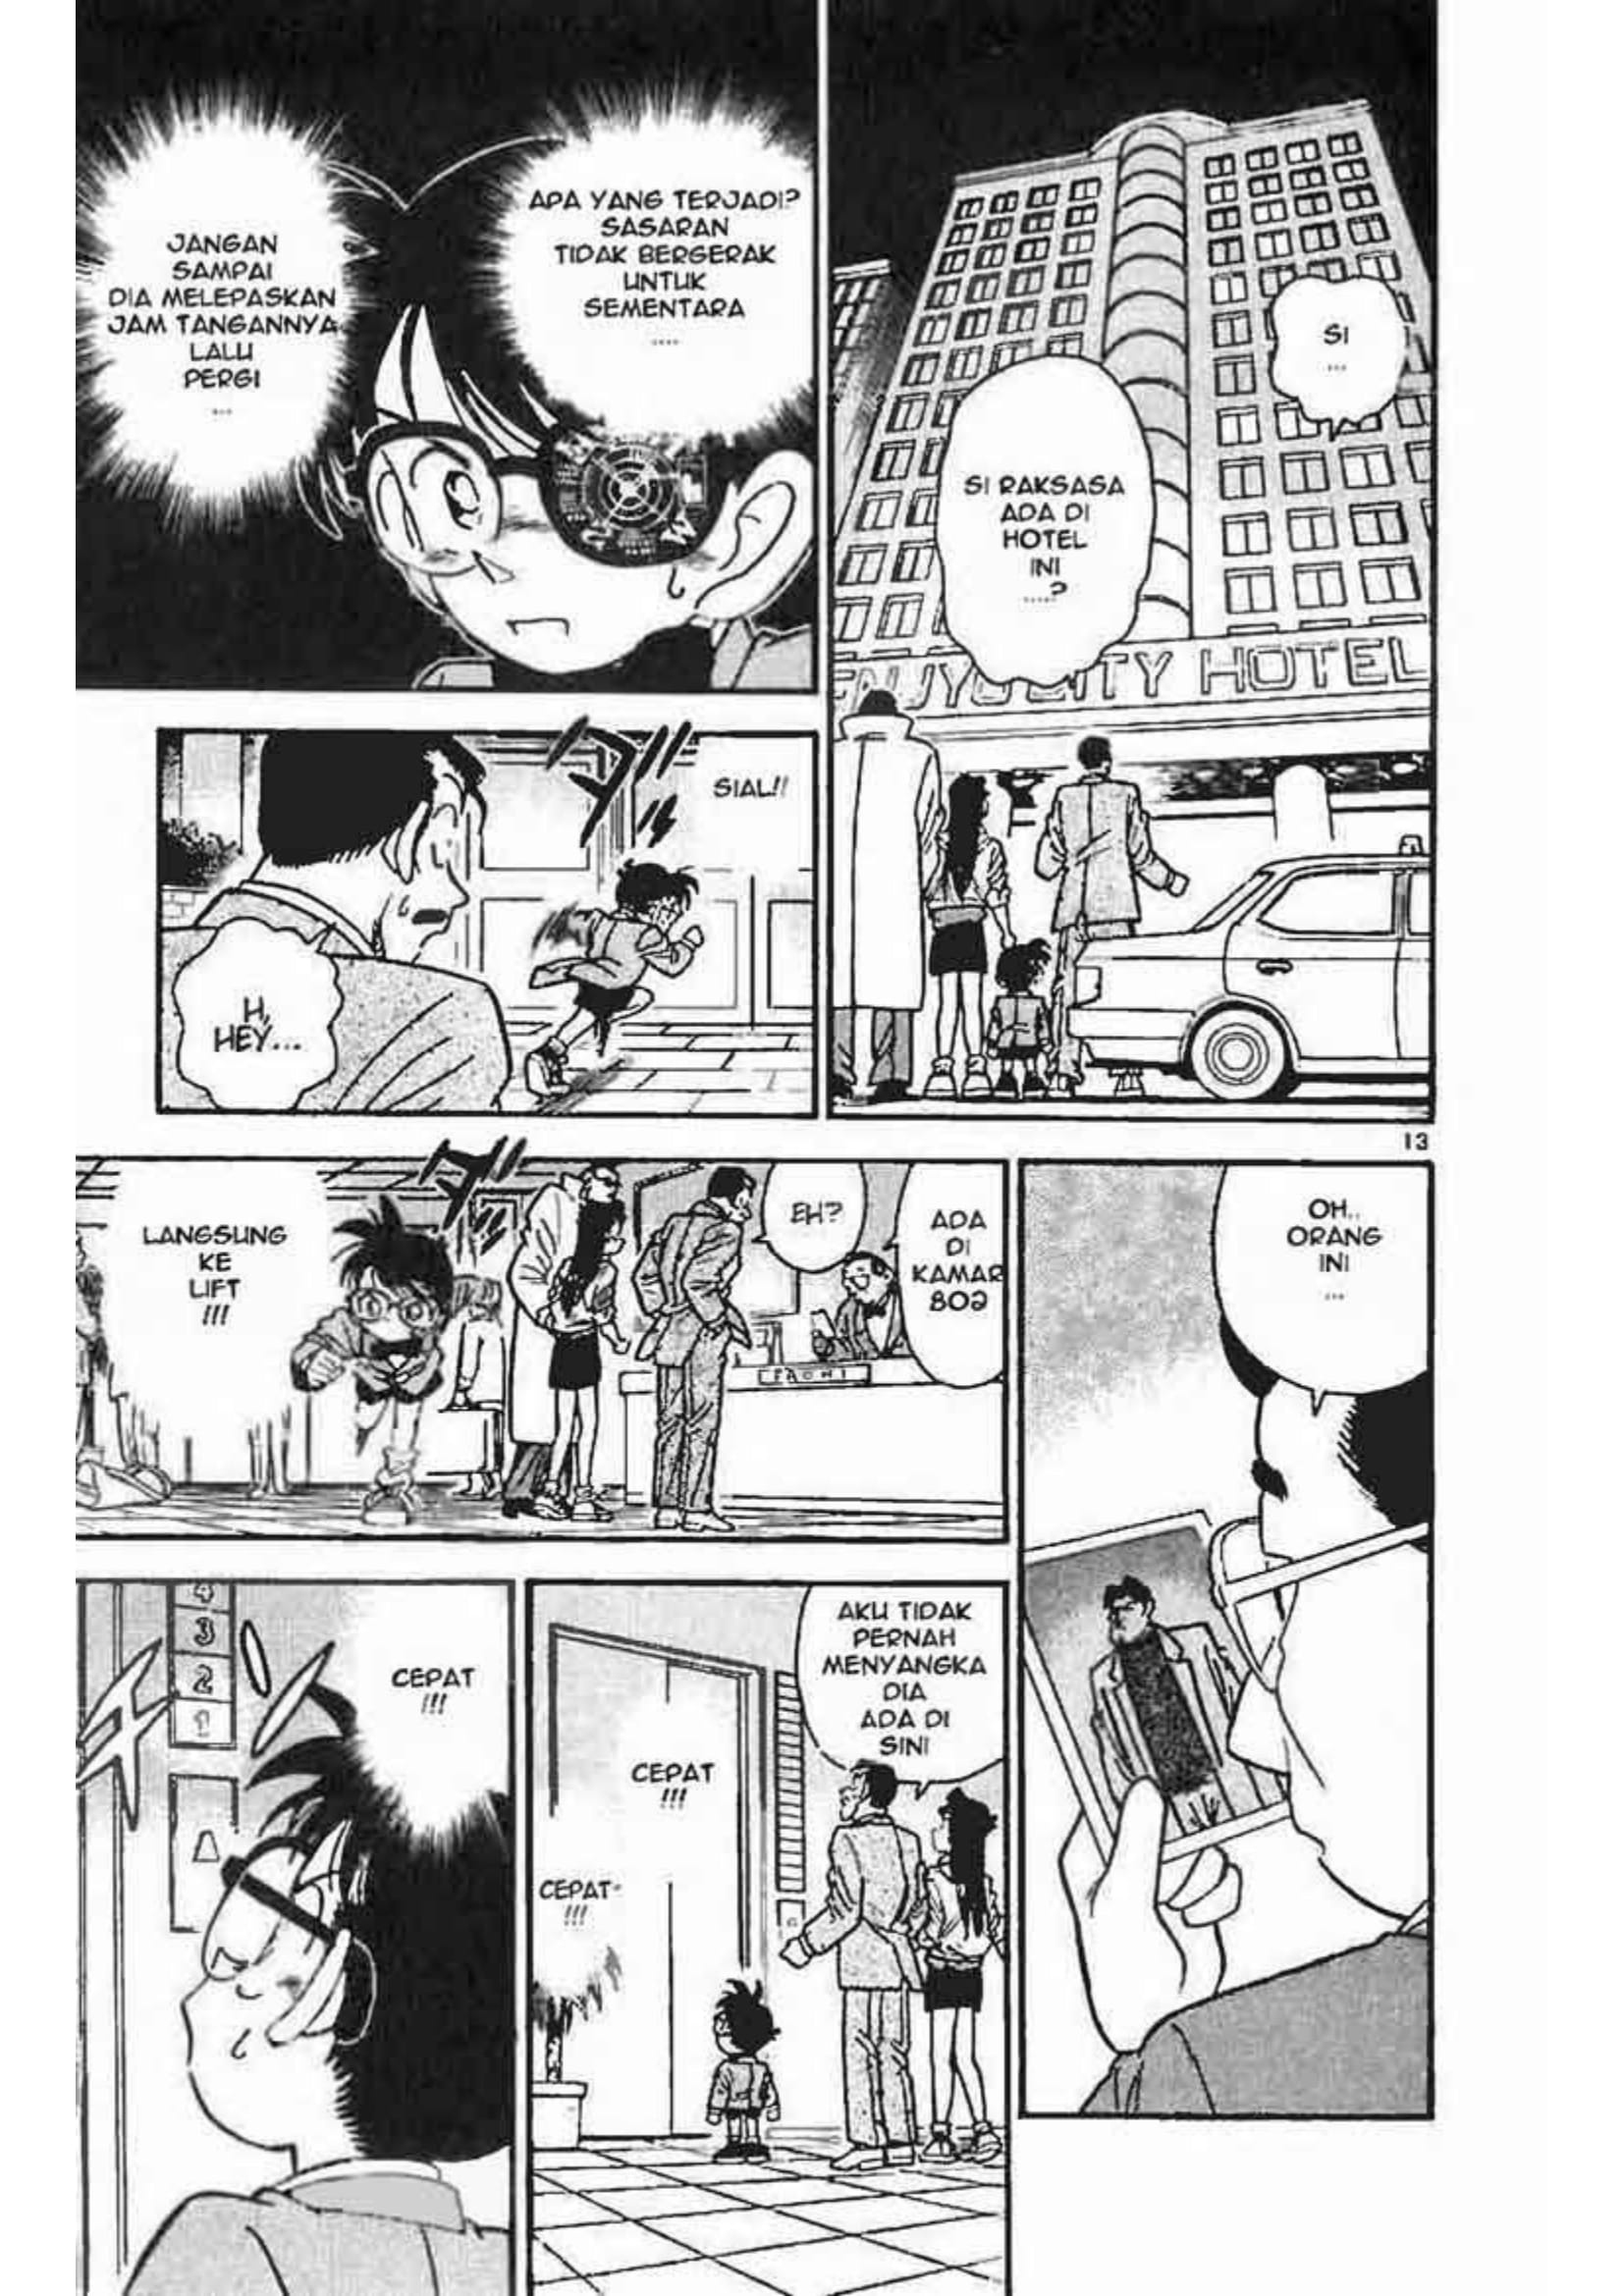 SI
...
SI RAKSASA
ADA DI
HOTEL
INI
.....?
CITY HOTEL
APA YANG TERJADI?
SASARAN
TIDAK BERGERAK
UNTUK
SEMENTARA
....
JANGAN
SAMPAI
DIA MELEPASKAN
JAM TANGANNYA
LALU
PERGI
...
SIAL!!
H,
HEY...
13
OH..
ORANG
INI
...
ADA
DI
KAMAR
802
EH?
LANGSUNG
KE
LIFT
!!!
AKU TIDAK
PERNAH
MENYANGKA
DIA
ADA DI
SINI
CEPAT
!!!
CEPAT
!!!
CEPAT
!!!
4
3
2
1